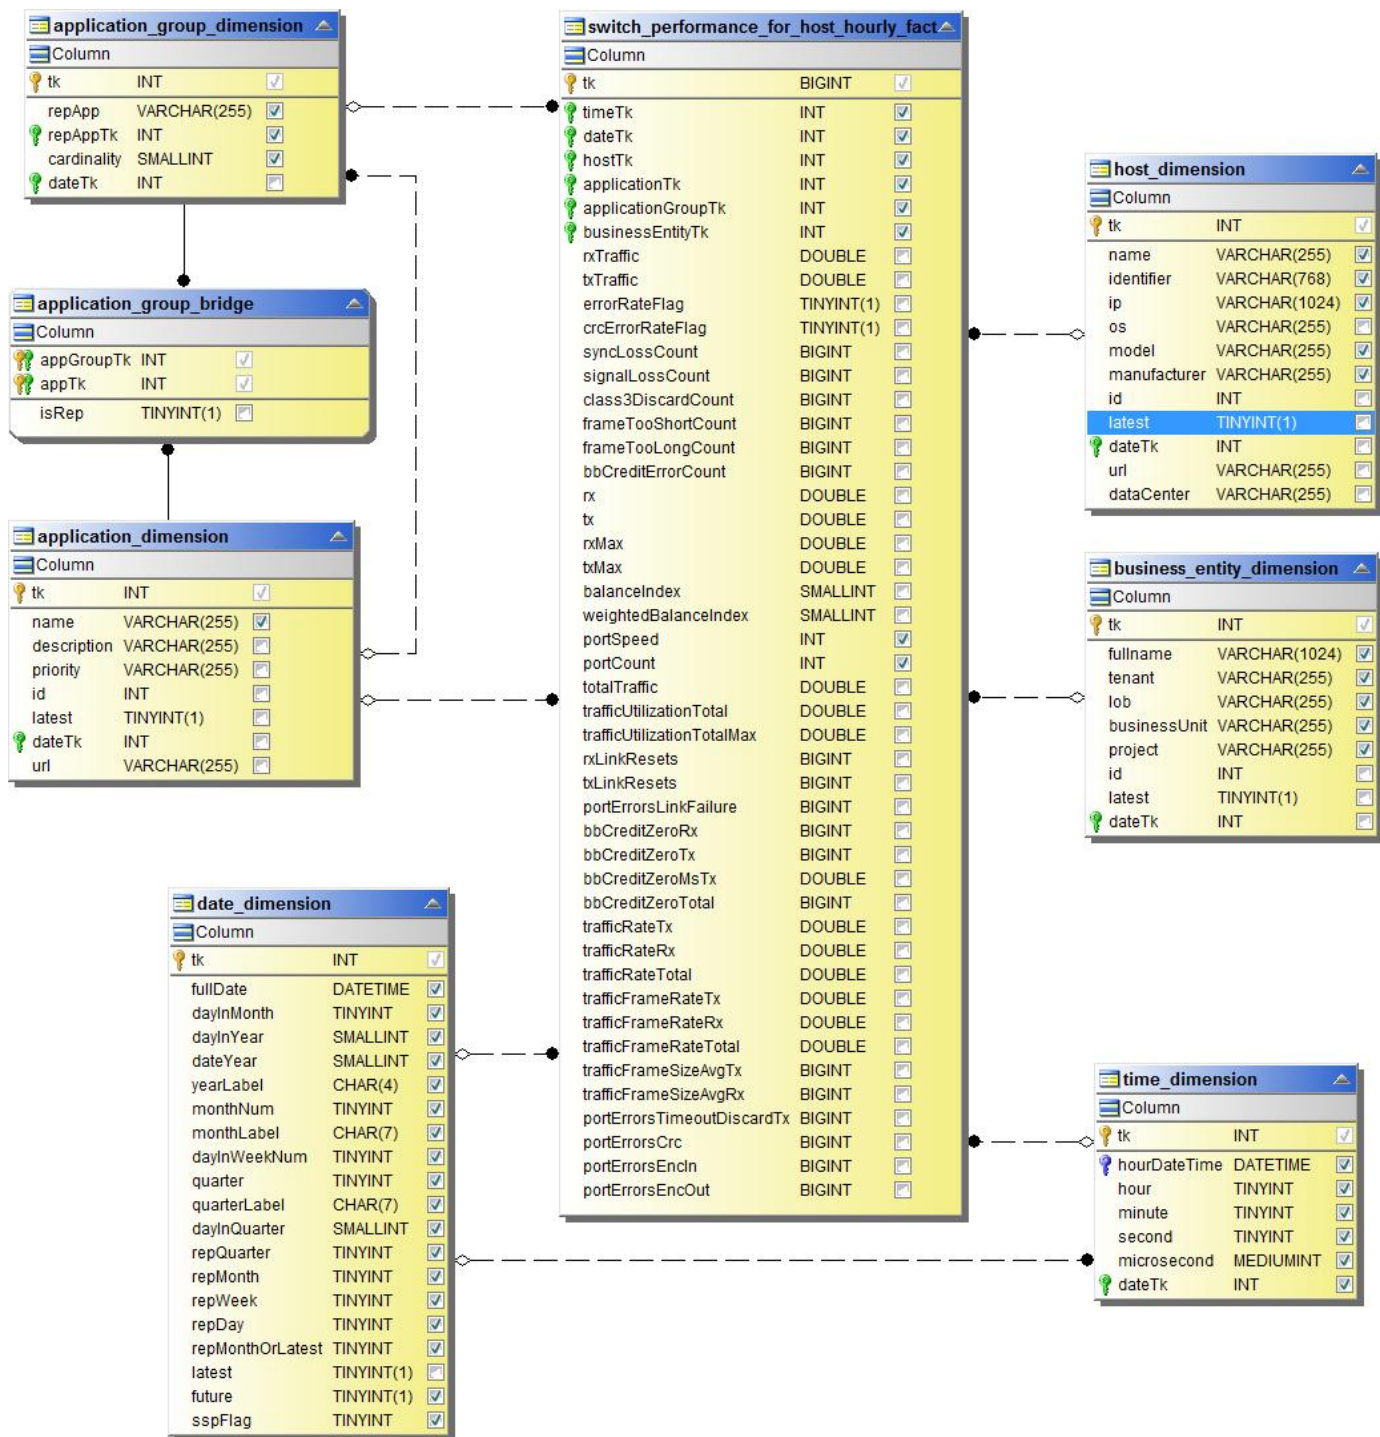 application_group_dimension
Column
tk INT
repApp VARCHAR(255)
repAppTk INT
cardinality SMALLINT
dateTk INT
application_group_bridge
Column
appGroupTk INT
appTk INT
isRep TINYINT(1)
application_dimension
Column
tk INT
name VARCHAR(255)
description VARCHAR(255)
priority VARCHAR(255)
id INT
latest TINYINT(1)
dateTk INT
url VARCHAR(255)
switch_performance_for_host_hourly_fact
Column
tk BIGINT
timeTk INT
dateTk INT
hostTk INT
applicationTk INT
applicationGroupTk INT
businessEntityTk INT
rxTraffic DOUBLE
txTraffic DOUBLE
errorRateFlag TINYINT(1)
crcErrorRateFlag TINYINT(1)
syncLossCount BIGINT
signalLossCount BIGINT
class3DiscardCount BIGINT
frameTooShortCount BIGINT
frameTooLongCount BIGINT
bbCreditErrorCount BIGINT
rx DOUBLE
tx DOUBLE
rxMax DOUBLE
txMax DOUBLE
balanceIndex SMALLINT
weightedBalanceIndex SMALLINT
portSpeed INT
portCount INT
totalTraffic DOUBLE
trafficUtilizationTotal DOUBLE
trafficUtilizationTotalMax DOUBLE
rxLinkResets BIGINT
txLinkResets BIGINT
portErrorsLinkFailure BIGINT
bbCreditZeroRx BIGINT
bbCreditZeroTx BIGINT
bbCreditZeroMsTx DOUBLE
bbCreditZeroTotal BIGINT
trafficRateTx DOUBLE
trafficRateRx DOUBLE
trafficRateTotal DOUBLE
trafficFrameRateTx DOUBLE
trafficFrameRateRx DOUBLE
trafficFrameRateTotal DOUBLE
trafficFrameSizeAvgTx BIGINT
trafficFrameSizeAvgRx BIGINT
portErrorsTimeoutDiscardTx BIGINT
portErrorsCrc BIGINT
portErrorsEncIn BIGINT
portErrorsEncOut BIGINT
host_dimension
Column
tk INT
name VARCHAR(255)
identifier VARCHAR(768)
ip VARCHAR(1024)
os VARCHAR(255)
model VARCHAR(255)
manufacturer VARCHAR(255)
id INT
latest TINYINT(1)
dateTk INT
url VARCHAR(255)
dataCenter VARCHAR(255)
business_entity_dimension
Column
tk INT
fullname VARCHAR(1024)
tenant VARCHAR(255)
lob VARCHAR(255)
businessUnit VARCHAR(255)
project VARCHAR(255)
id INT
latest TINYINT(1)
dateTk INT
date_dimension
Column
tk INT
fullDate DATETIME
dayInMonth TINYINT
dayInYear SMALLINT
dateYear SMALLINT
yearLabel CHAR(4)
monthNum TINYINT
monthLabel CHAR(7)
dayInWeekNum TINYINT
quarter TINYINT
quarterLabel CHAR(7)
dayInQuarter SMALLINT
repQuarter TINYINT
repMonth TINYINT
repWeek TINYINT
repDay TINYINT
repMonthOrLatest TINYINT
latest TINYINT(1)
future TINYINT(1)
sspFlag TINYINT
time_dimension
Column
tk INT
hourDateTime DATETIME
hour TINYINT
minute TINYINT
second TINYINT
microsecond MEDIUMINT
dateTk INT